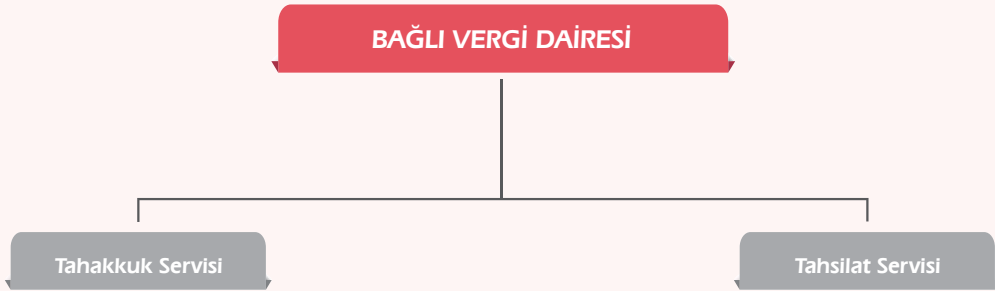 BAĞLI VERGİ DAİRESİ
Tahakkuk Servisi
Tahsilat Servisi